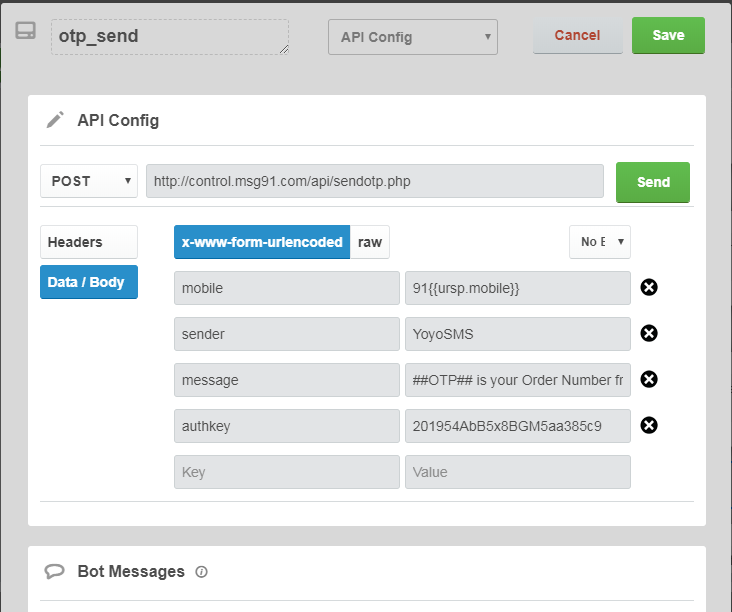 otp_send API Config Cancel Save
API Config
POST http://control.msg91.com/api/sendotp.php Send
Headers x-www-form-urlencoded raw No E
Data / Body
mobile 91{{ursp.mobile}}
sender YoyoSMS
message ##OTP## is your Order Number fr
authkey 201954AbB5x8BGM5aa385c9
Key Value
Bot Messages